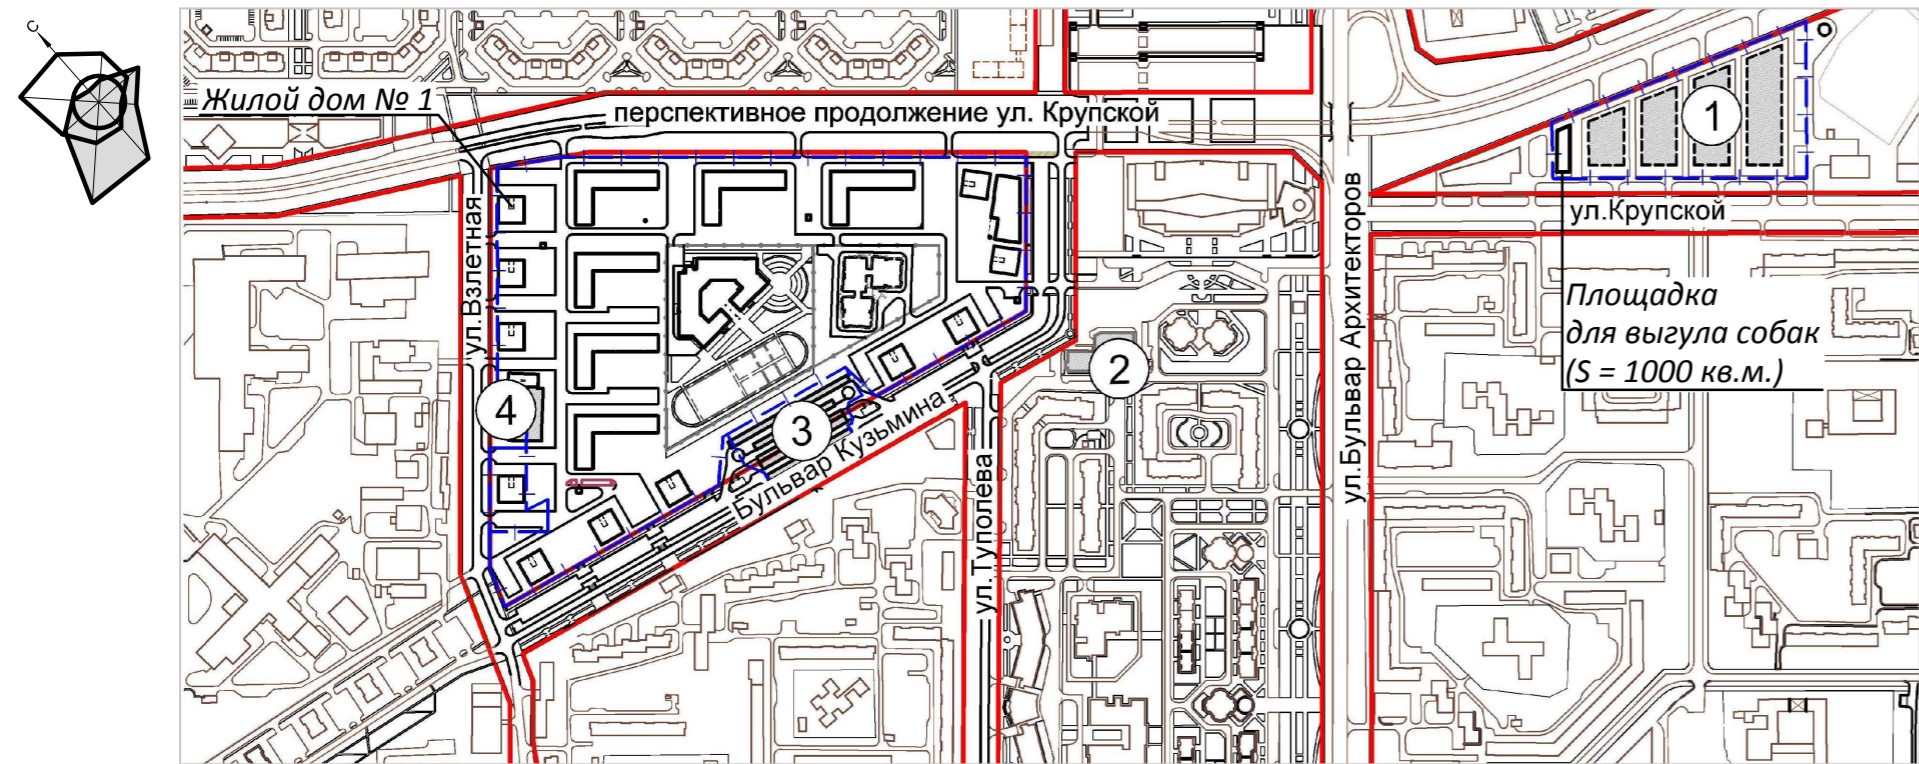 С
Жилой дом № 1
перспективное продолжение ул. Крупской
1
ул.Крупской
ул.Взлетная
ул.Бульвар Архитекторов
Площадка
для выгула собак
(S = 1000 кв.м.)
2
4
3
Бульвар Кузьмина
ул.Туполева